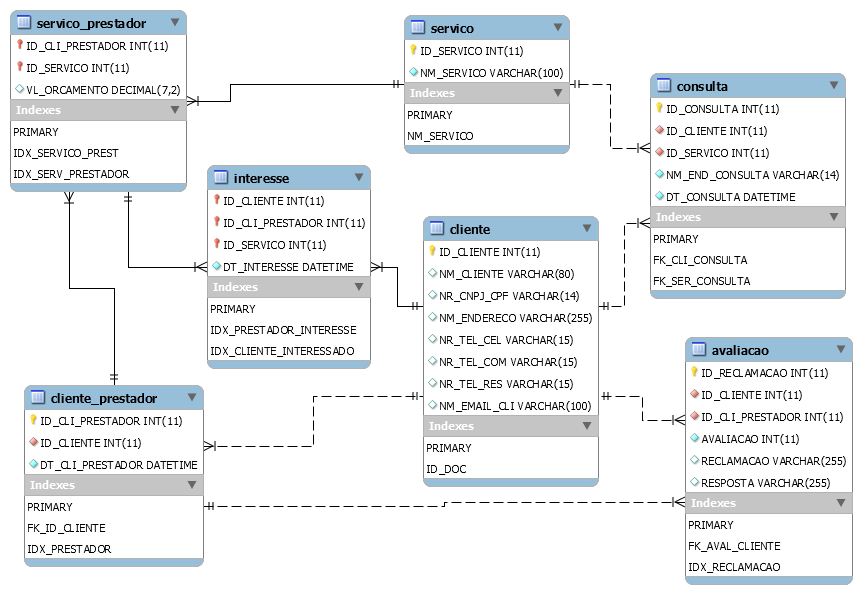 servico_prestador
ID_CLI_PRESTADOR INT(11)
ID_SERVICO INT(11)
VL_ORCAMENTO DECIMAL(7,2)
Indexes
PRIMARY
IDX_SERVICO_PREST
IDX_SERV_PRESTADOR
servico
ID_SERVICO INT(11)
NM_SERVICO VARCHAR(100)
Indexes
PRIMARY
NM_SERVICO
consulta
ID_CONSULTA INT(11)
ID_CLIENTE INT(11)
ID_SERVICO INT(11)
NM_END_CONSULTA VARCHAR(14)
DT_CONSULTA DATETIME
Indexes
PRIMARY
FK_CLI_CONSULTA
FK_SER_CONSULTA
interesse
ID_CLIENTE INT(11)
ID_CLI_PRESTADOR INT(11)
ID_SERVICO INT(11)
DT_INTERESSE DATETIME
Indexes
PRIMARY
IDX_PRESTADOR_INTERESSE
IDX_CLIENTE_INTERESSADO
cliente
ID_CLIENTE INT(11)
NM_CLIENTE VARCHAR(80)
NR_CNPJ_CPF VARCHAR(14)
NM_ENDERECO VARCHAR(255)
NR_TEL_CEL VARCHAR(15)
NR_TEL_COM VARCHAR(15)
NR_TEL_RES VARCHAR(15)
NM_EMAIL_CLI VARCHAR(100)
Indexes
PRIMARY
ID_DOC
cliente_prestador
ID_CLI_PRESTADOR INT(11)
ID_CLIENTE INT(11)
DT_CLI_PRESTADOR DATETIME
Indexes
PRIMARY
FK_ID_CLIENTE
IDX_PRESTADOR
avaliacao
ID_RECLAMACAO INT(11)
ID_CLIENTE INT(11)
ID_CLI_PRESTADOR INT(11)
AVALIACAO INT(11)
RECLAMACAO VARCHAR(255)
RESPOSTA VARCHAR(255)
Indexes
PRIMARY
FK_AVAL_CLIENTE
IDX_RECLAMACAO